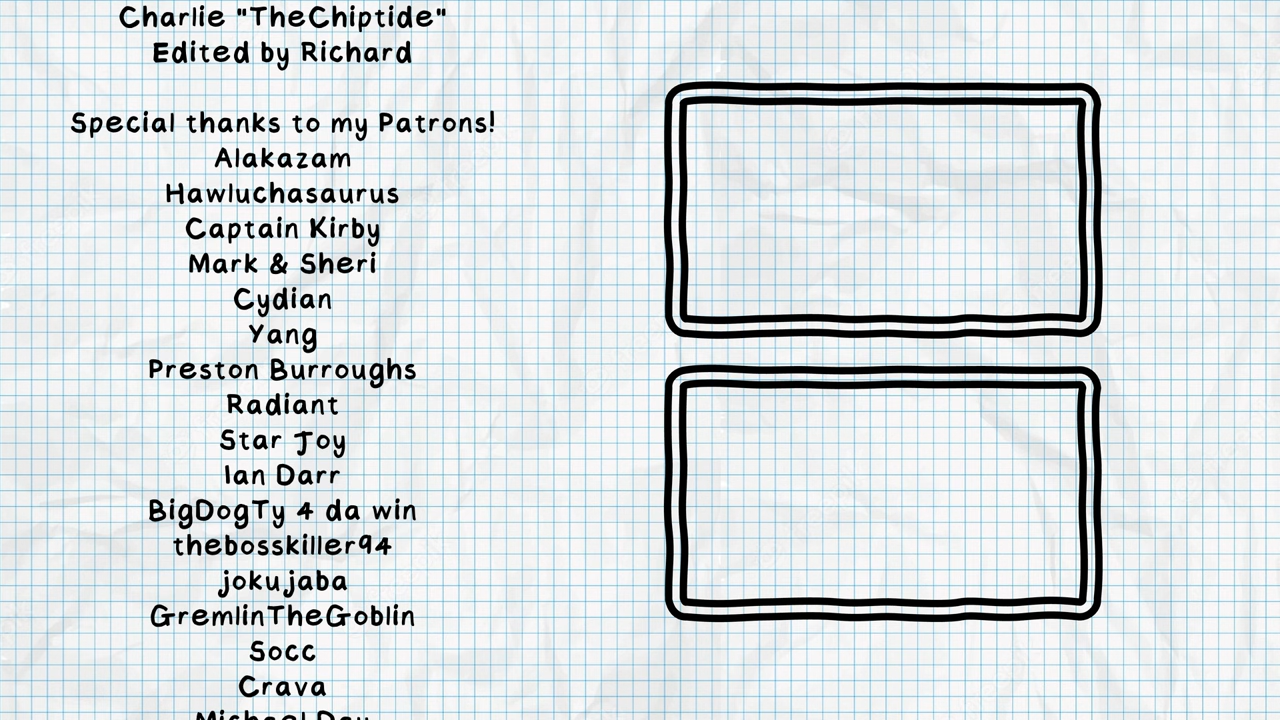 Charlie "TheChiptide"
Edited by Richard
Special thanks to my Patrons!
Alakazam
Hawluchasaurus
Captain Kirby
Mark & Sheri
Cydian
Yang
Preston Burroughs
Radiant
Star Joy
Ian Darr
BigDogTy 4 da win
thebosskiller94
jokujaba
GremlinTheGoblin
Socc
Crava
Michael